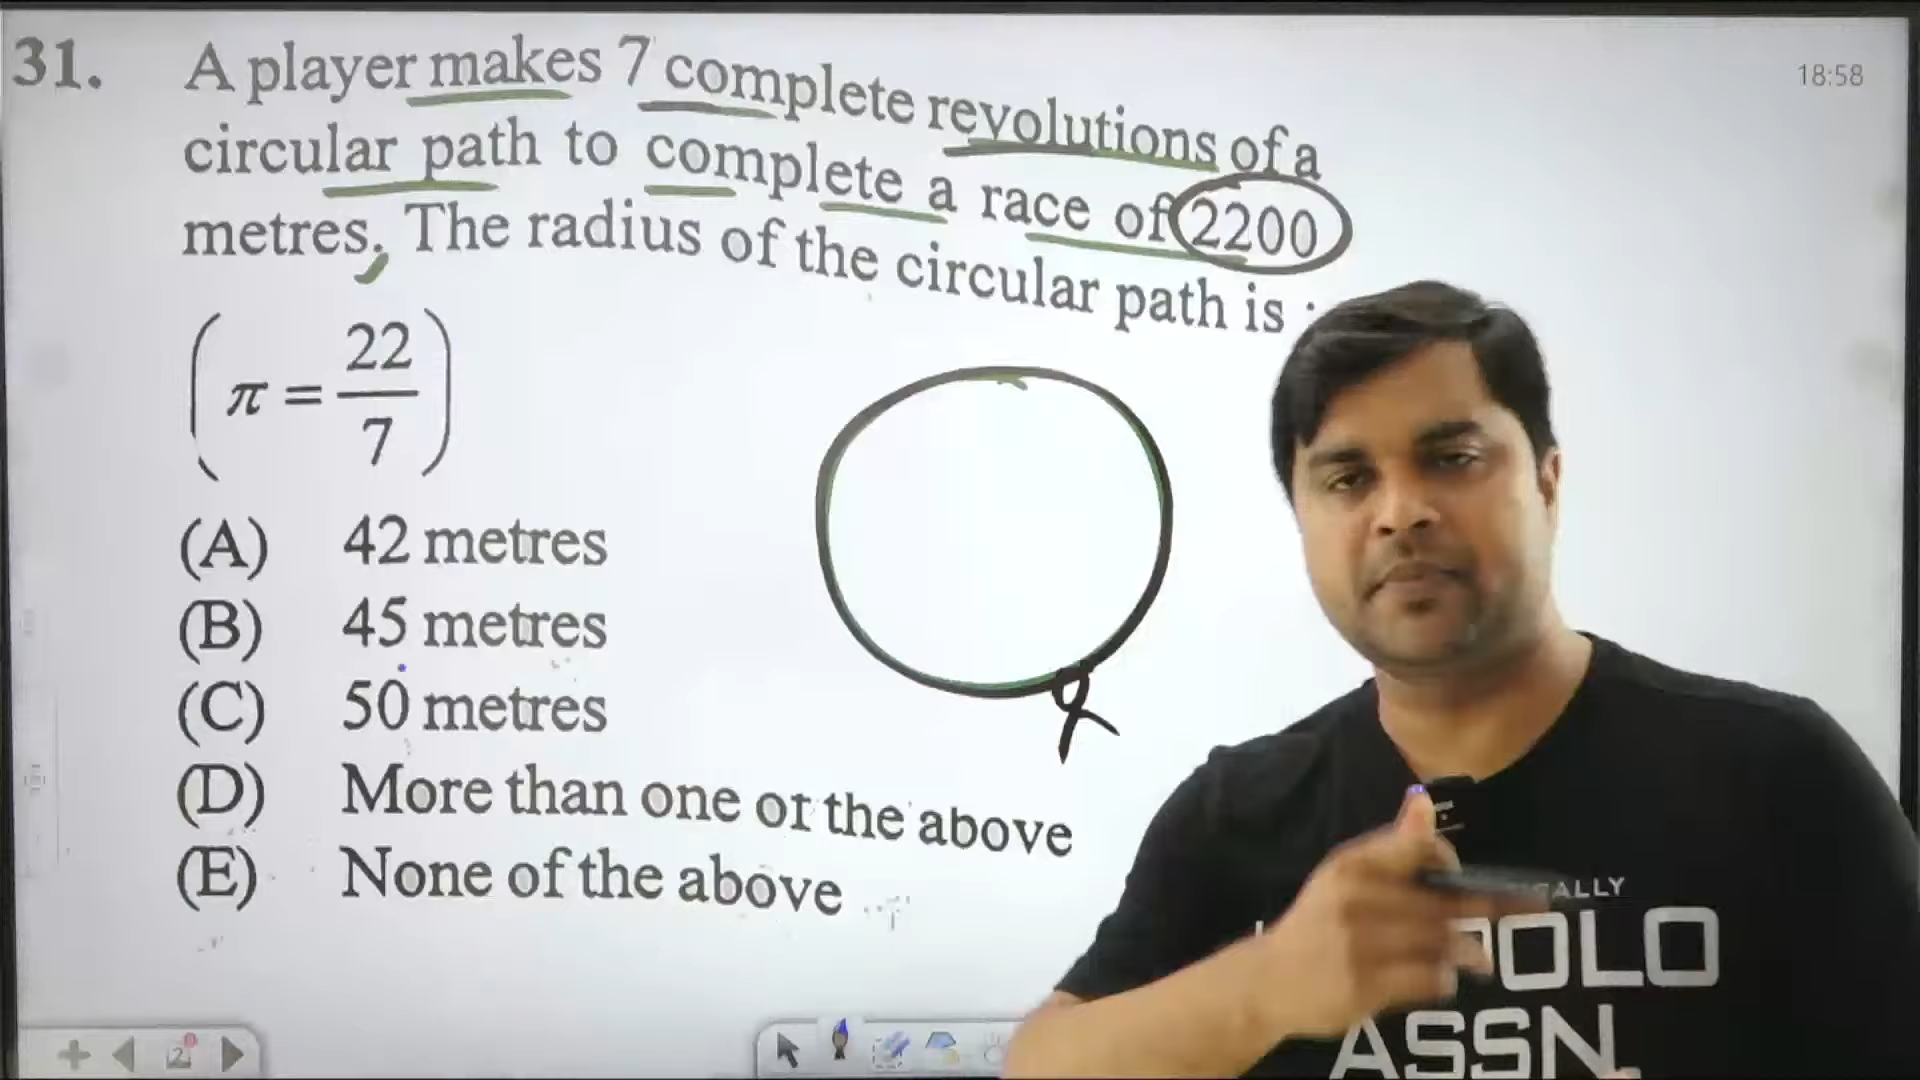 31. A player makes 7 complete revolutions of a
18:58
circular path to complete a race of 2200
metres. The radius of the circular path is :
(π = 22/7)
(A) 42 metres
(B) 45 metres
(C) 50 metres
(D) More than one of the above
(E) None of the above
POLO
ASSN.
2